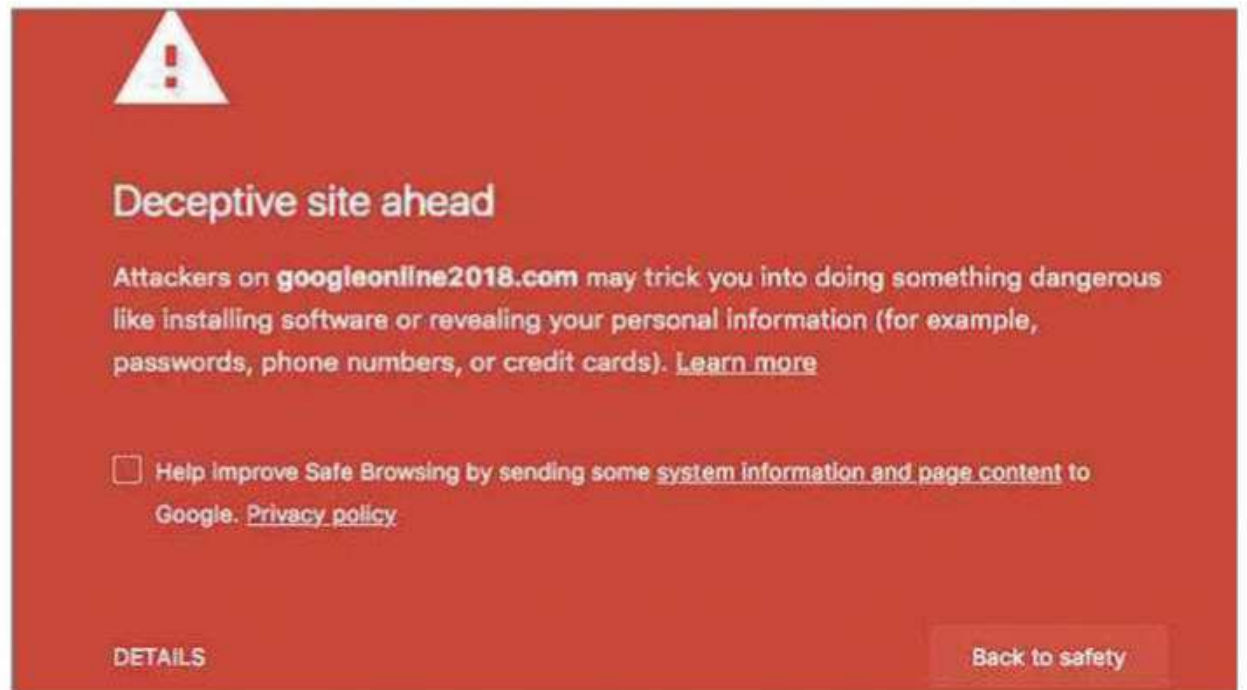 Deceptive site ahead
Attackers on googleonline2018.com may trick you into doing something dangerous
like installing software or revealing your personal information (for example,
passwords, phone numbers, or credit cards). Learn more
Help improve Safe Browsing by sending some system information and page content to
Google. Privacy policy
DETAILS
Back to safety